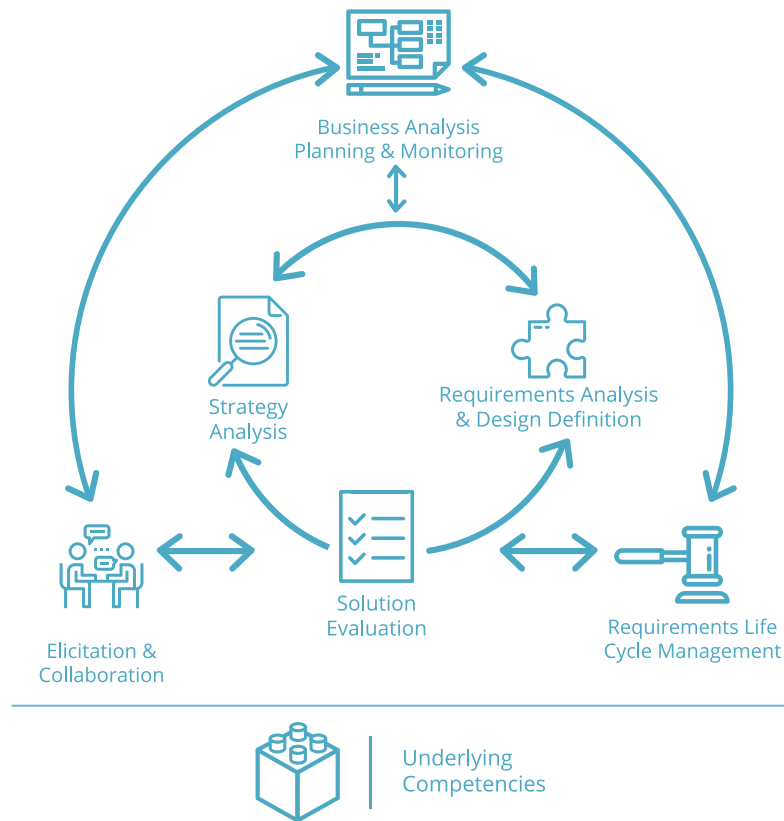 Business Analysis
Planning & Monitoring
Strategy
Analysis
Requirements Analysis
& Design Definition
Solution
Evaluation
Elicitation &
Collaboration
Requirements Life
Cycle Management
Underlying
Competencies